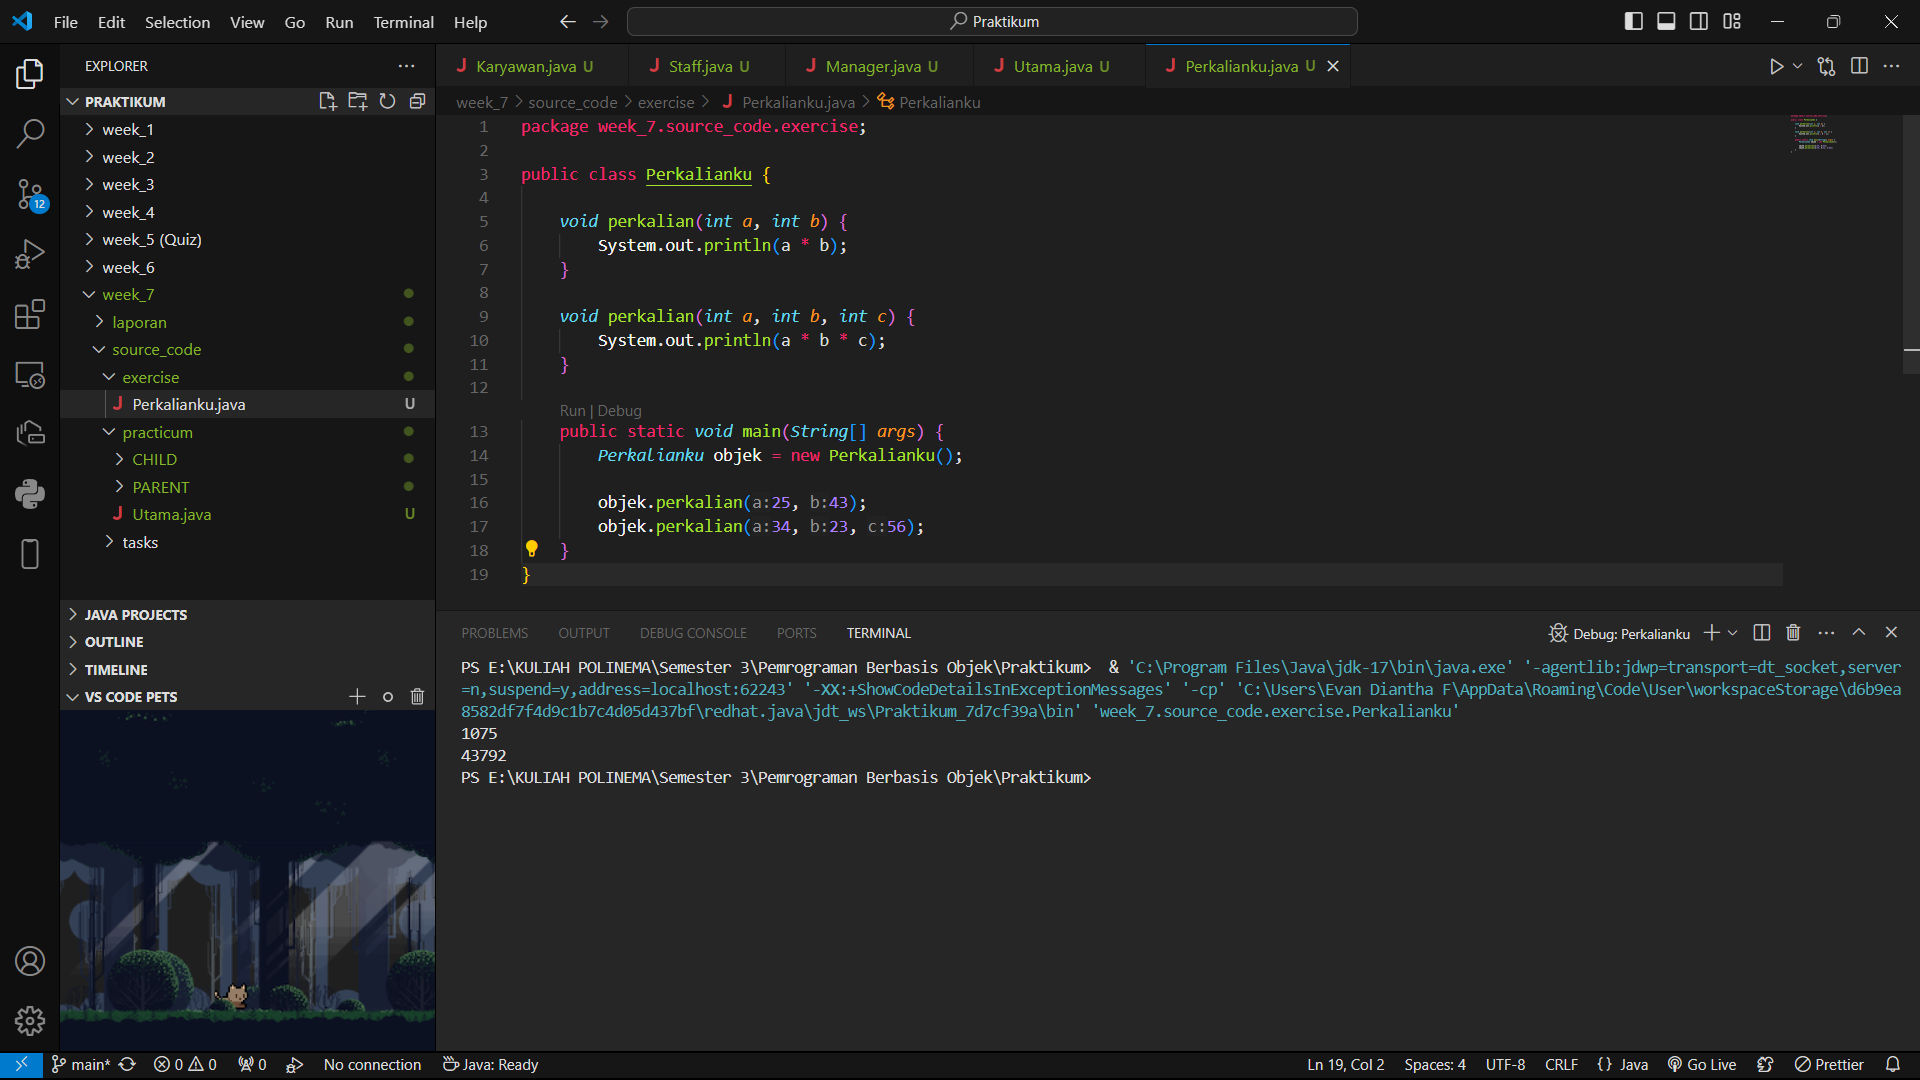 File Edit Selection View Go Run Terminal Help
Praktikum
EXPLORER
PRAKTIKUM
week_1
week_2
week_3
week_4
week_5 (Quiz)
week_6
week_7
laporan
source_code
exercise
J Perkalianku.java U
practicum
CHILD
PARENT
J Utama.java U
tasks
JAVA PROJECTS
OUTLINE
TIMELINE
VS CODE PETS
12
J Karyawan.java U J Staff.java U J Manager.java U J Utama.java U J Perkalianku.java U
week_7 > source_code > exercise > J Perkalianku.java > Perkalianku
1 package week_7.source_code.exercise;
2
3 public class Perkalianku {
4
5 void perkalian(int a, int b) {
6 System.out.println(a * b);
7 }
8
9 void perkalian(int a, int b, int c) {
10 System.out.println(a * b * c);
11 }
12
Run | Debug
13 public static void main(String[] args) {
14 Perkalianku objek = new Perkalianku();
15
16 objek.perkalian(a:25, b:43);
17 objek.perkalian(a:34, b:23, c:56);
18 }
19 }
PROBLEMS OUTPUT DEBUG CONSOLE PORTS TERMINAL
Debug: Perkalianku
PS E:\KULIAH POLINEMA\Semester 3\Pemrograman Berbasis Objek\Praktikum> & 'C:\Program Files\Java\jdk-17\bin\java.exe' '-agentlib:jdwp=transport=dt_socket,server
=n,suspend=y,address=localhost:62243' '-XX:+ShowCodeDetailsInExceptionMessages' '-cp' 'C:\Users\Evan Diantha F\AppData\Roaming\Code\User\workspaceStorage\d6b9ea
8582df7f4d9c1b7c4d05d437bf\redhat.java\jdt_ws\Praktikum_7d7cf39a\bin' 'week_7.source_code.exercise.Perkalianku'
1075
43792
PS E:\KULIAH POLINEMA\Semester 3\Pemrograman Berbasis Objek\Praktikum>
main* 0 0 0 No connection Java: Ready
Ln 19, Col 2 Spaces: 4 UTF-8 CRLF {} Java Go Live Prettier